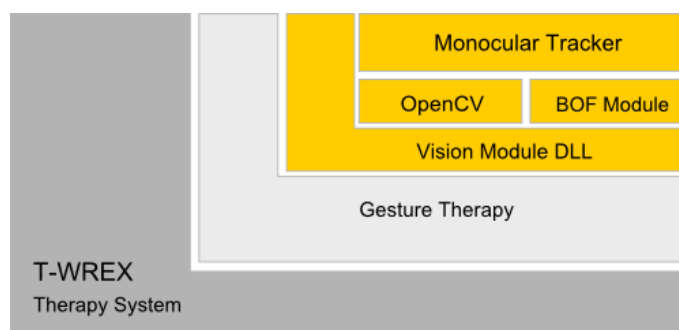 Monocular Tracker
OpenCV
BOF Module
Vision Module DLL
Gesture Therapy
T-WREX
Therapy System